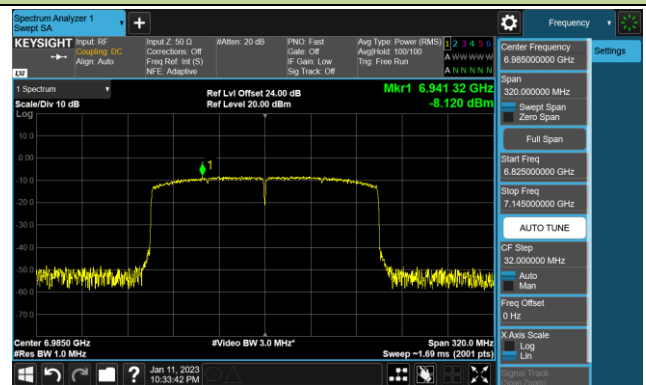 Spectrum Analyzer 1
Swept SA
Frequency
KEYSIGHT
Input: RF
Coupling: DC
Align: Auto
Input Z: 50 Ω
Corrections: Off
Freq Ref: Int (S)
NFE: Adaptive
#Atten: 20 dB
PNO: Fast
Gate: Off
IF Gain: Low
Sig Track: Off
Avg Type: Power (RMS)
Avg|Hold: 100/100
Trig: Free Run
1 2 3 4 5 6
A W W W W W
A N N N N N
LXI
1 Spectrum
Scale/Div 10 dB
Log
Ref Lvl Offset 24.00 dB
Ref Level 20.00 dBm
Mkr1 6.941 32 GHz
-8.120 dBm
1
10.0
0.00
-10.0
-20.0
-30.0
-40.0
-50.0
-60.0
-70.0
Center 6.9850 GHz
#Res BW 1.0 MHz
#Video BW 3.0 MHz*
Span 320.0 MHz
Sweep ~1.69 ms (2001 pts)
Jan 11, 2023
10:33:42 PM
Center Frequency
6.985000000 GHz
Span
320.000000 MHz
Swept Span
Zero Span
Full Span
Start Freq
6.825000000 GHz
Stop Freq
7.145000000 GHz
AUTO TUNE
CF Step
32.000000 MHz
Auto
Man
Freq Offset
0 Hz
X Axis Scale
Log
Lin
Signal Track
(Span Zoom)
Settings